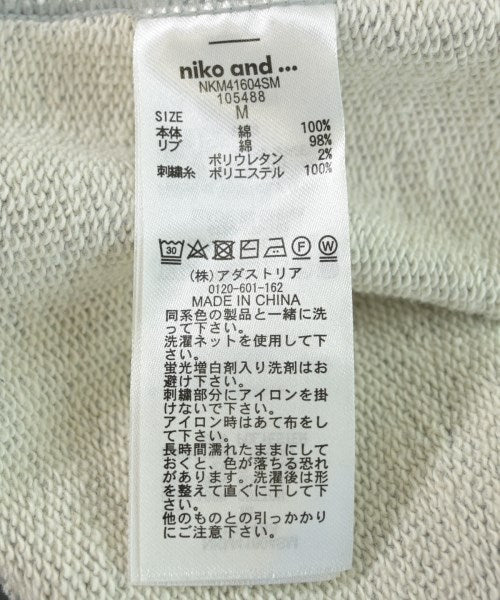 niko and ...
NKM41604SM
105488
SIZE M
本体 綿 100%
リブ 綿 98%
ポリウレタン 2%
刺繍糸 ポリエステル 100%
30 F W
(株)アダストリア
0120-601-162
MADE IN CHINA
同系色の製品と一緒に洗
って下さい。
洗濯ネットを使用して下
さい。
蛍光増白剤入り洗剤はお
避け下さい。
刺繍部分にアイロンを掛
けないで下さい。
アイロン時はあて布をし
て下さい。
長時間濡れたままにして
おくと、色が落ちる恐れ
があります。洗濯後は形
を整えて直ぐに干して下
さい。
他のものとの引っかかり
にご注意下さい。